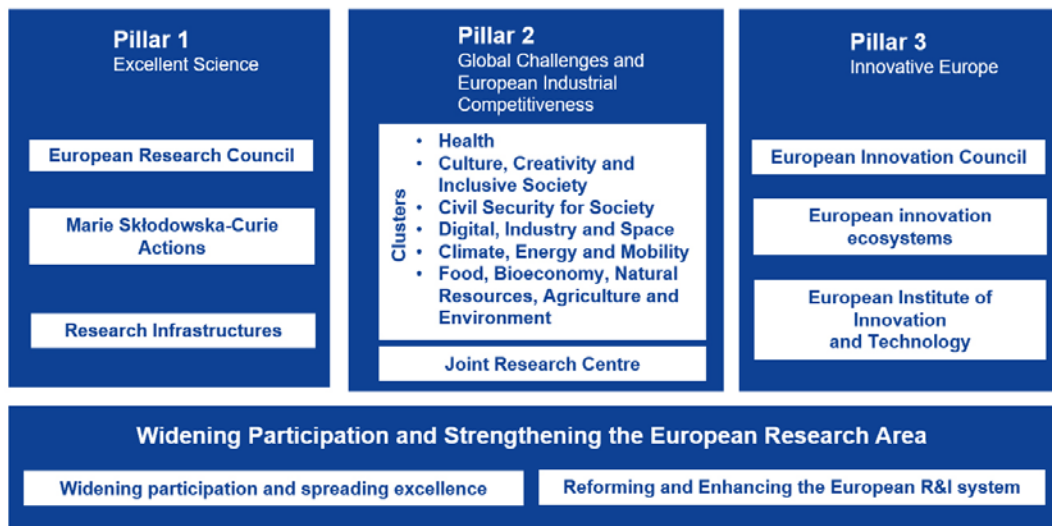 Pillar 1
Excellent Science
European Research Council
Marie Skłodowska-Curie
Actions
Research Infrastructures
Pillar 2
Global Challenges and
European Industrial
Competitiveness
Clusters
• Health
• Culture, Creativity and
Inclusive Society
• Civil Security for Society
• Digital, Industry and Space
• Climate, Energy and Mobility
• Food, Bioeconomy, Natural
Resources, Agriculture and
Environment
Joint Research Centre
Pillar 3
Innovative Europe
European Innovation Council
European innovation
ecosystems
European Institute of
Innovation
and Technology
Widening Participation and Strengthening the European Research Area
Widening participation and spreading excellence
Reforming and Enhancing the European R&I system